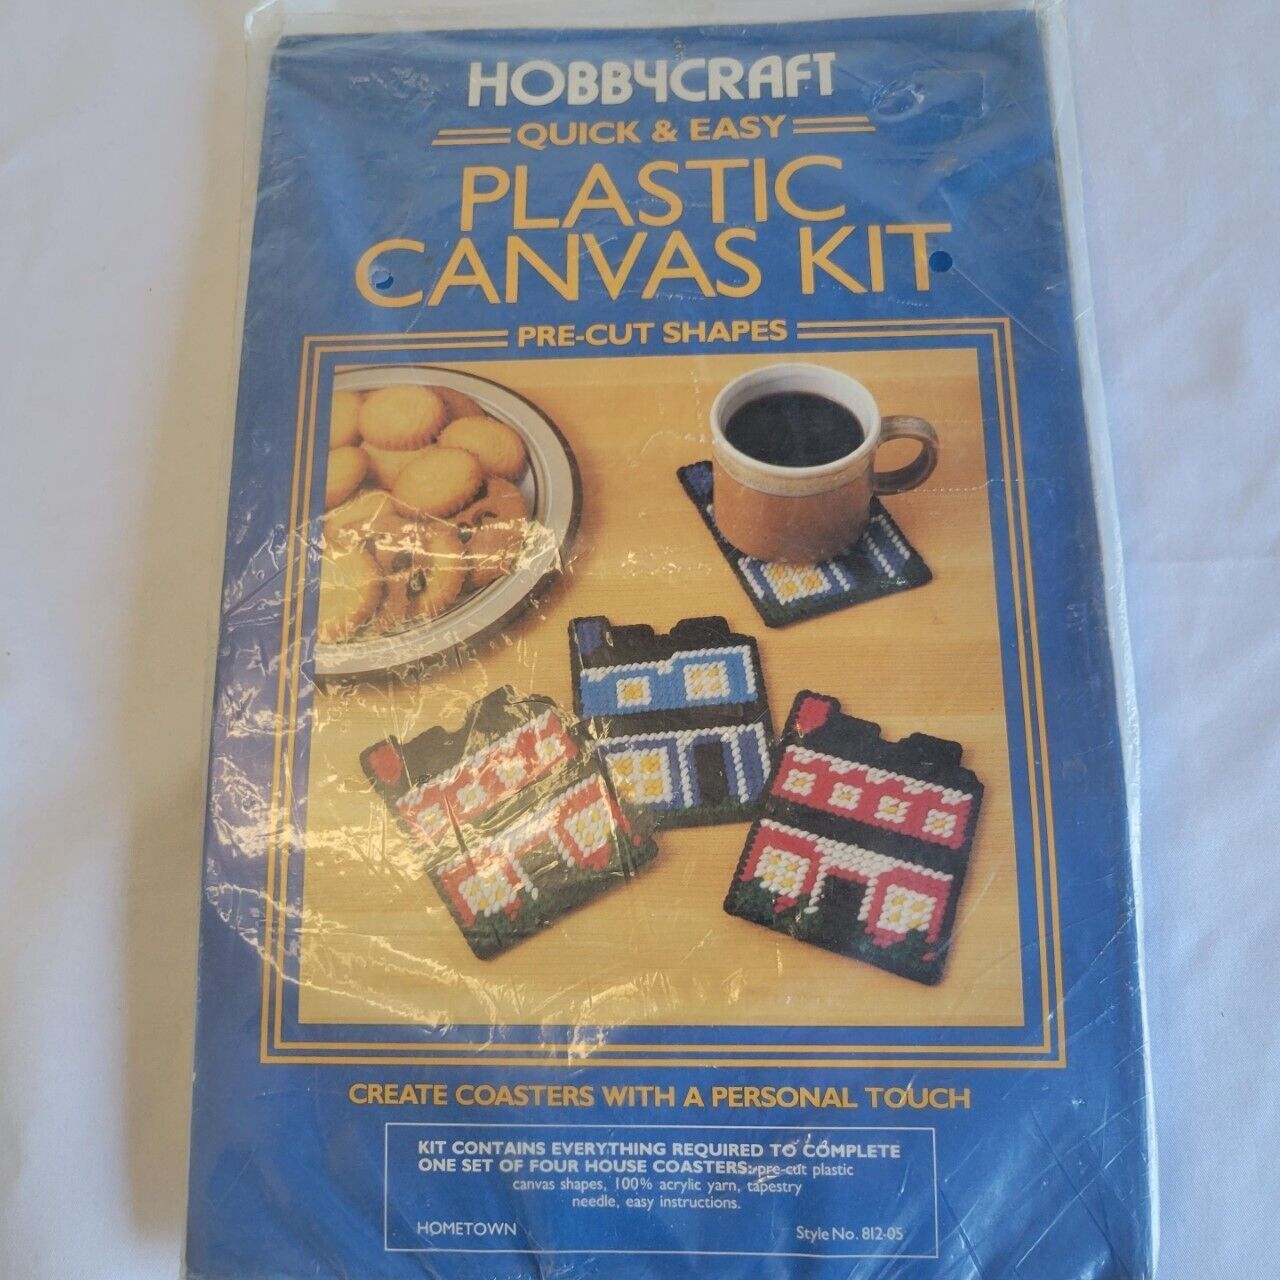 HOBBYCRAFT
QUICK & EASY
PLASTIC
CANVAS KIT
PRE-CUT SHAPES
CREATE COASTERS WITH A PERSONAL TOUCH
KIT CONTAINS EVERYTHING REQUIRED TO COMPLETE
ONE SET OF FOUR HOUSE COASTERS: pre-cut plastic
canvas shapes, 100% acrylic yarn, tapestry
needle, easy instructions.
HOMETOWN Style No. 812-05